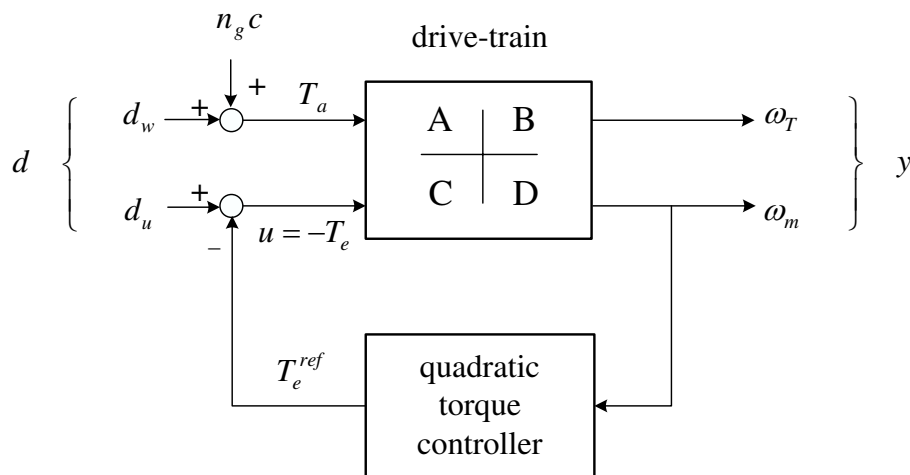 n_g c
drive-train
+
T_a
d_w
+
A
B
ω_T
d
y
+
C
D
d_u
ω_m
−
u = −T_e
T_e^{ref}
quadratic
torque
controller